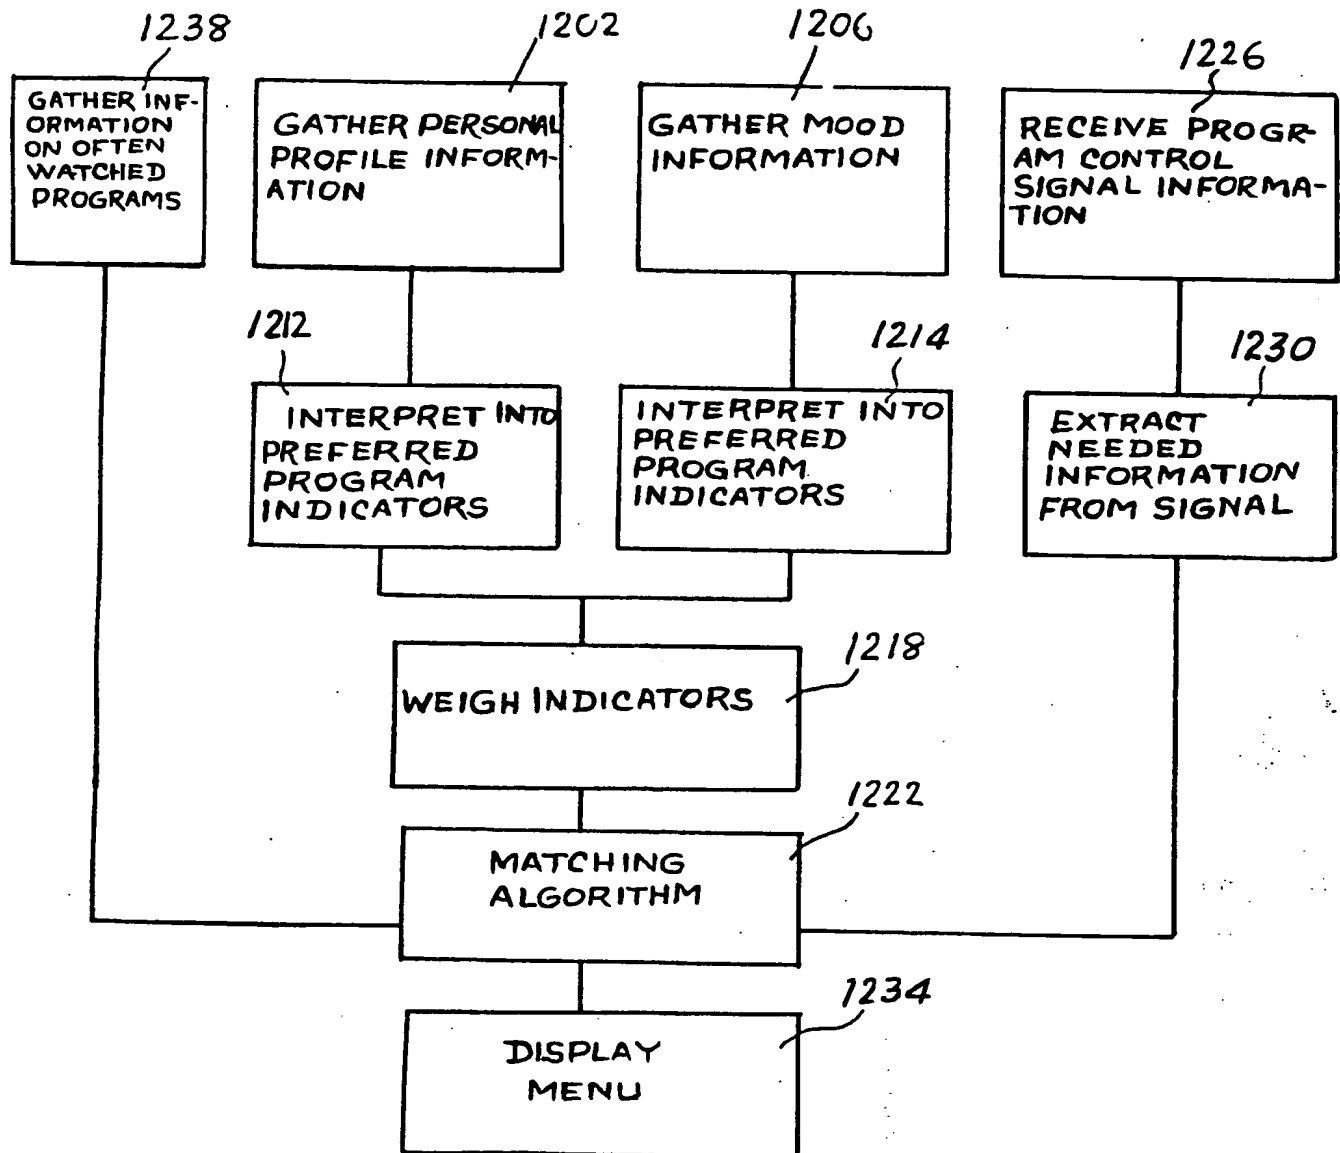 1238
GATHER INF-
ORMATION
ON OFTEN
WATCHED
PROGRAMS
1202
GATHER PERSONAL
PROFILE INFORM-
ATION
1206
GATHER MOOD
INFORMATION
1226
RECEIVE PROGR-
AM CONTROL
SIGNAL INFORMA-
TION
1212
INTERPRET INTO
PREFERRED
PROGRAM
INDICATORS
1214
INTERPRET INTO
PREFERRED
PROGRAM
INDICATORS
1230
EXTRACT
NEEDED
INFORMATION
FROM SIGNAL
1218
WEIGH INDICATORS
1222
MATCHING
ALGORITHM
1234
DISPLAY
MENU